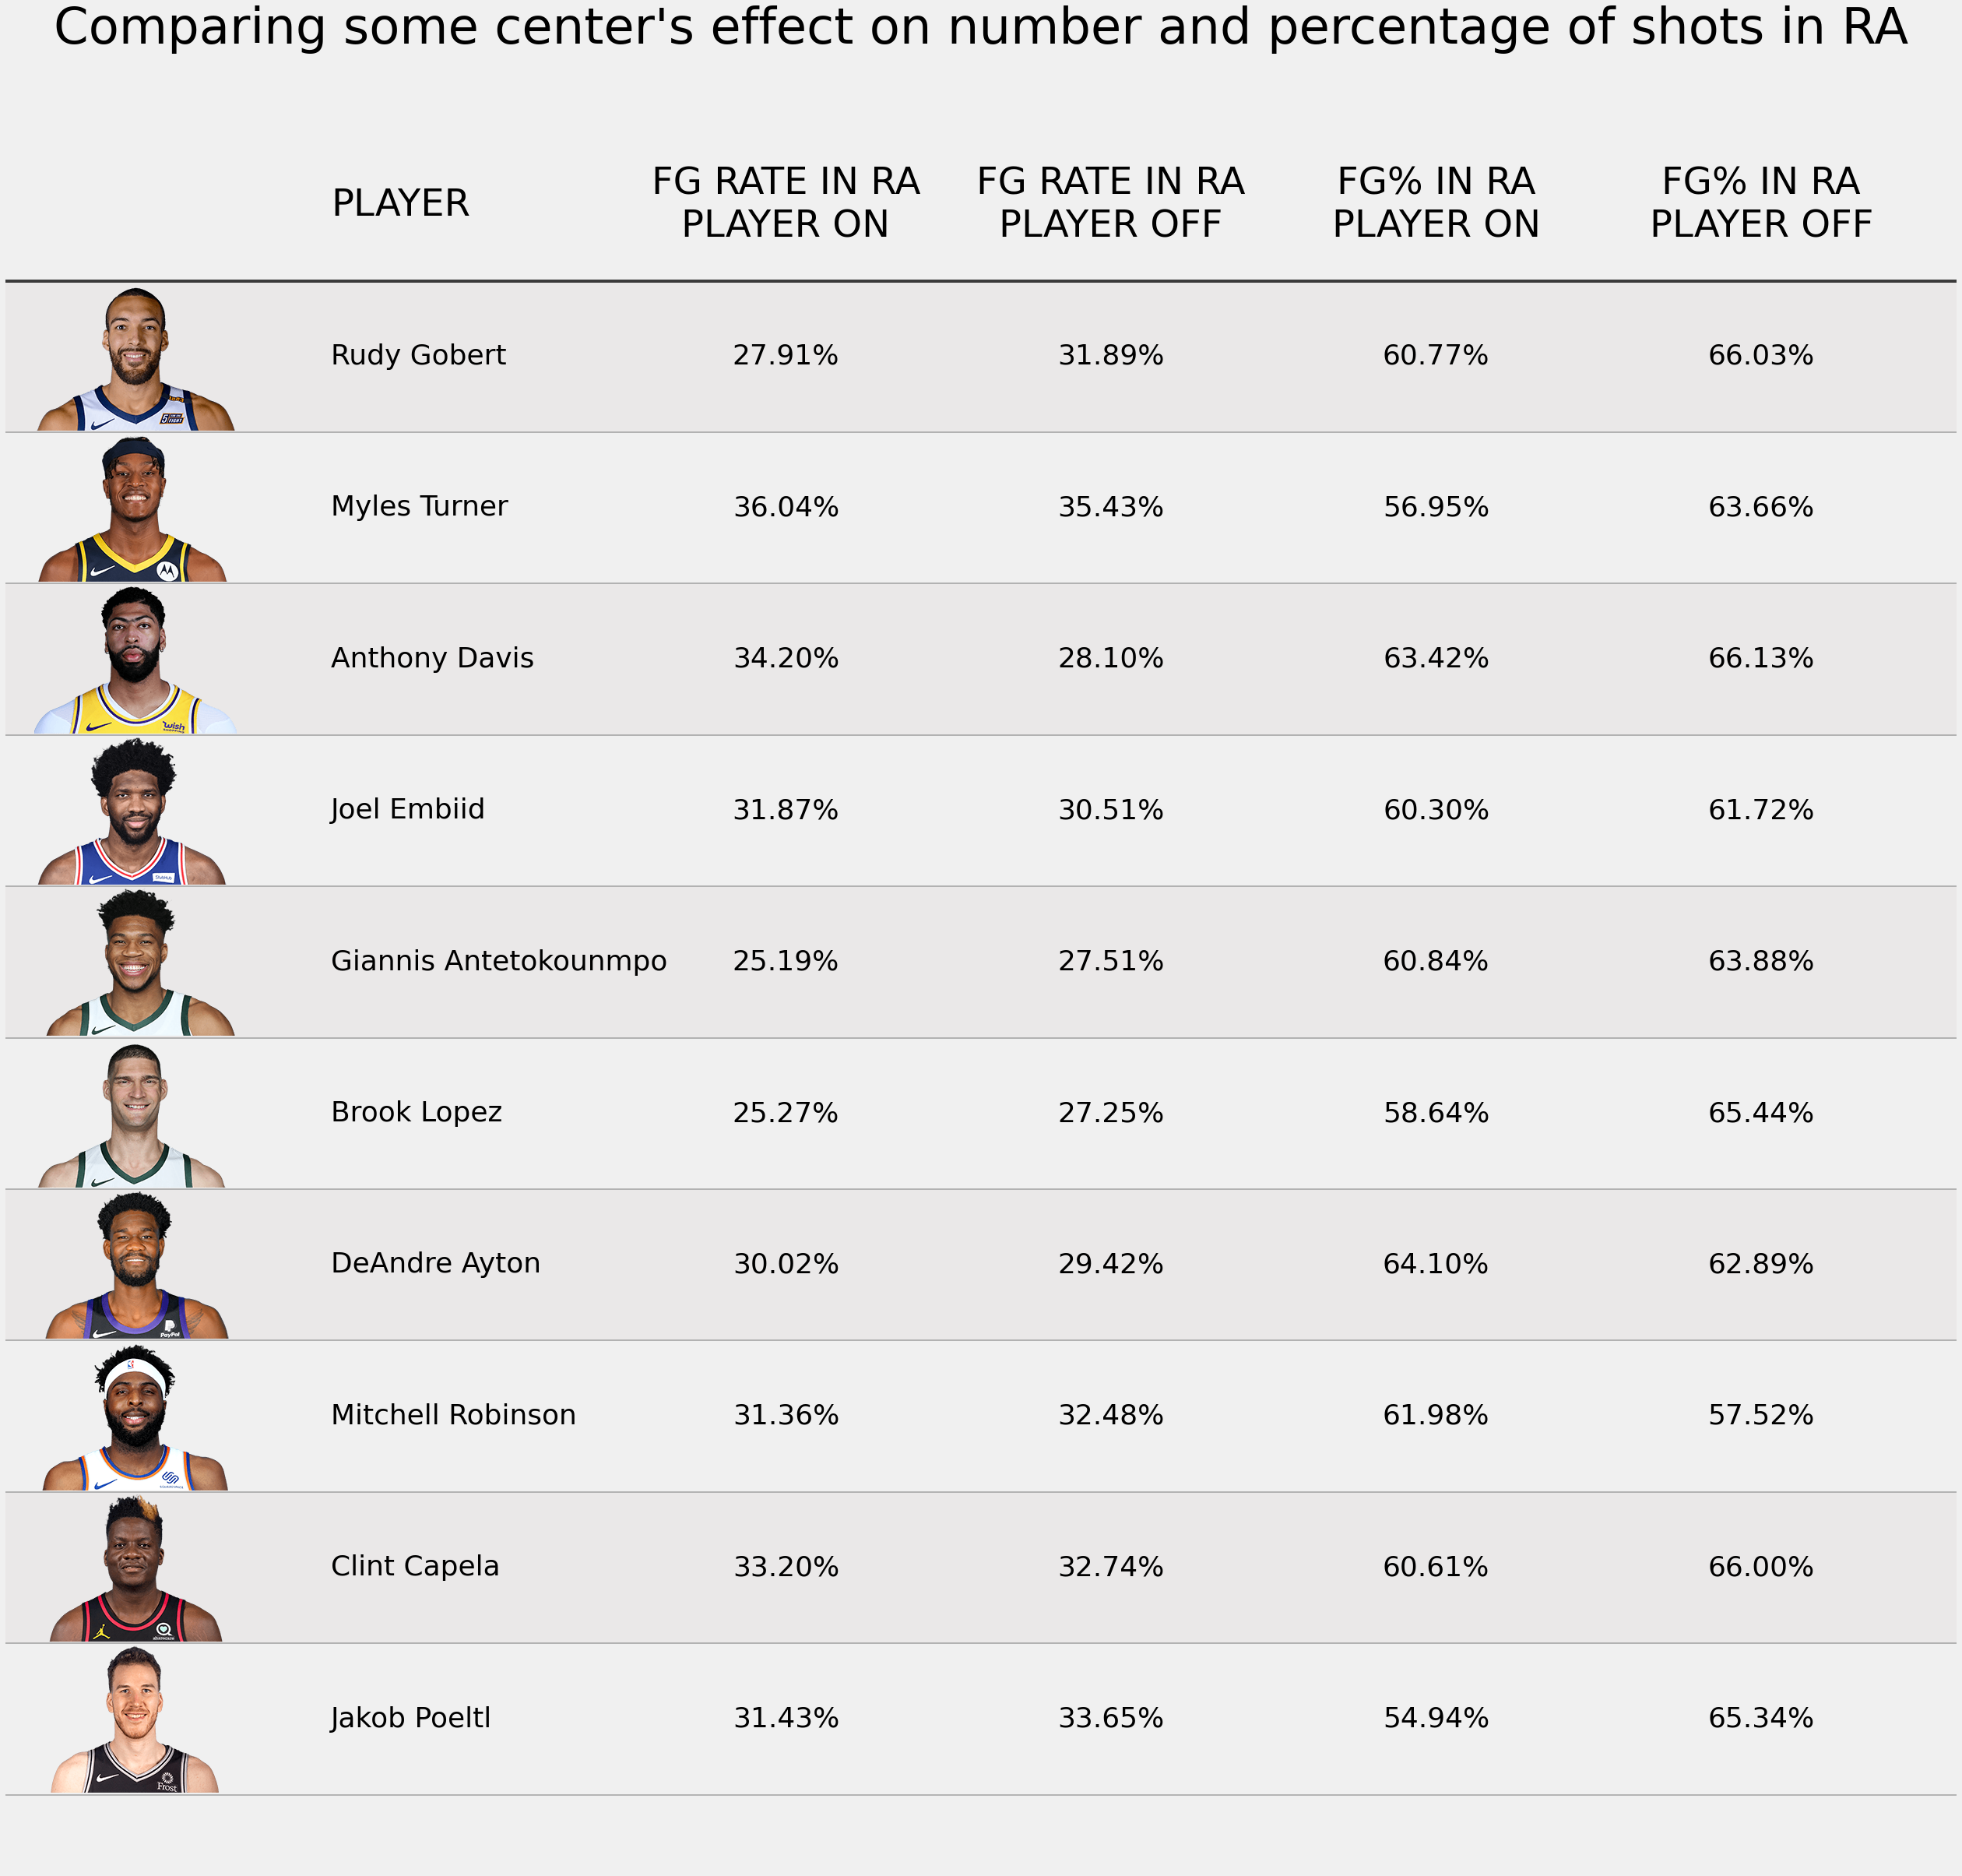 Comparing some center's effect on number and percentage of shots in RA
PLAYER
FG RATE IN RA
PLAYER ON
FG RATE IN RA
PLAYER OFF
FG% IN RA
PLAYER ON
FG% IN RA
PLAYER OFF
Rudy Gobert 27.91% 31.89% 60.77% 66.03%
Myles Turner 36.04% 35.43% 56.95% 63.66%
wish
Anthony Davis 34.20% 28.10% 63.42% 66.13%
Joel Embiid 31.87% 30.51% 60.30% 61.72%
Giannis Antetokounmpo 25.19% 27.51% 60.84% 63.88%
Brook Lopez 25.27% 27.25% 58.64% 65.44%
PayPal
DeAndre Ayton 30.02% 29.42% 64.10% 62.89%
Mitchell Robinson 31.36% 32.48% 61.98% 57.52%
Clint Capela 33.20% 32.74% 60.61% 66.00%
Frost
Jakob Poeltl 31.43% 33.65% 54.94% 65.34%